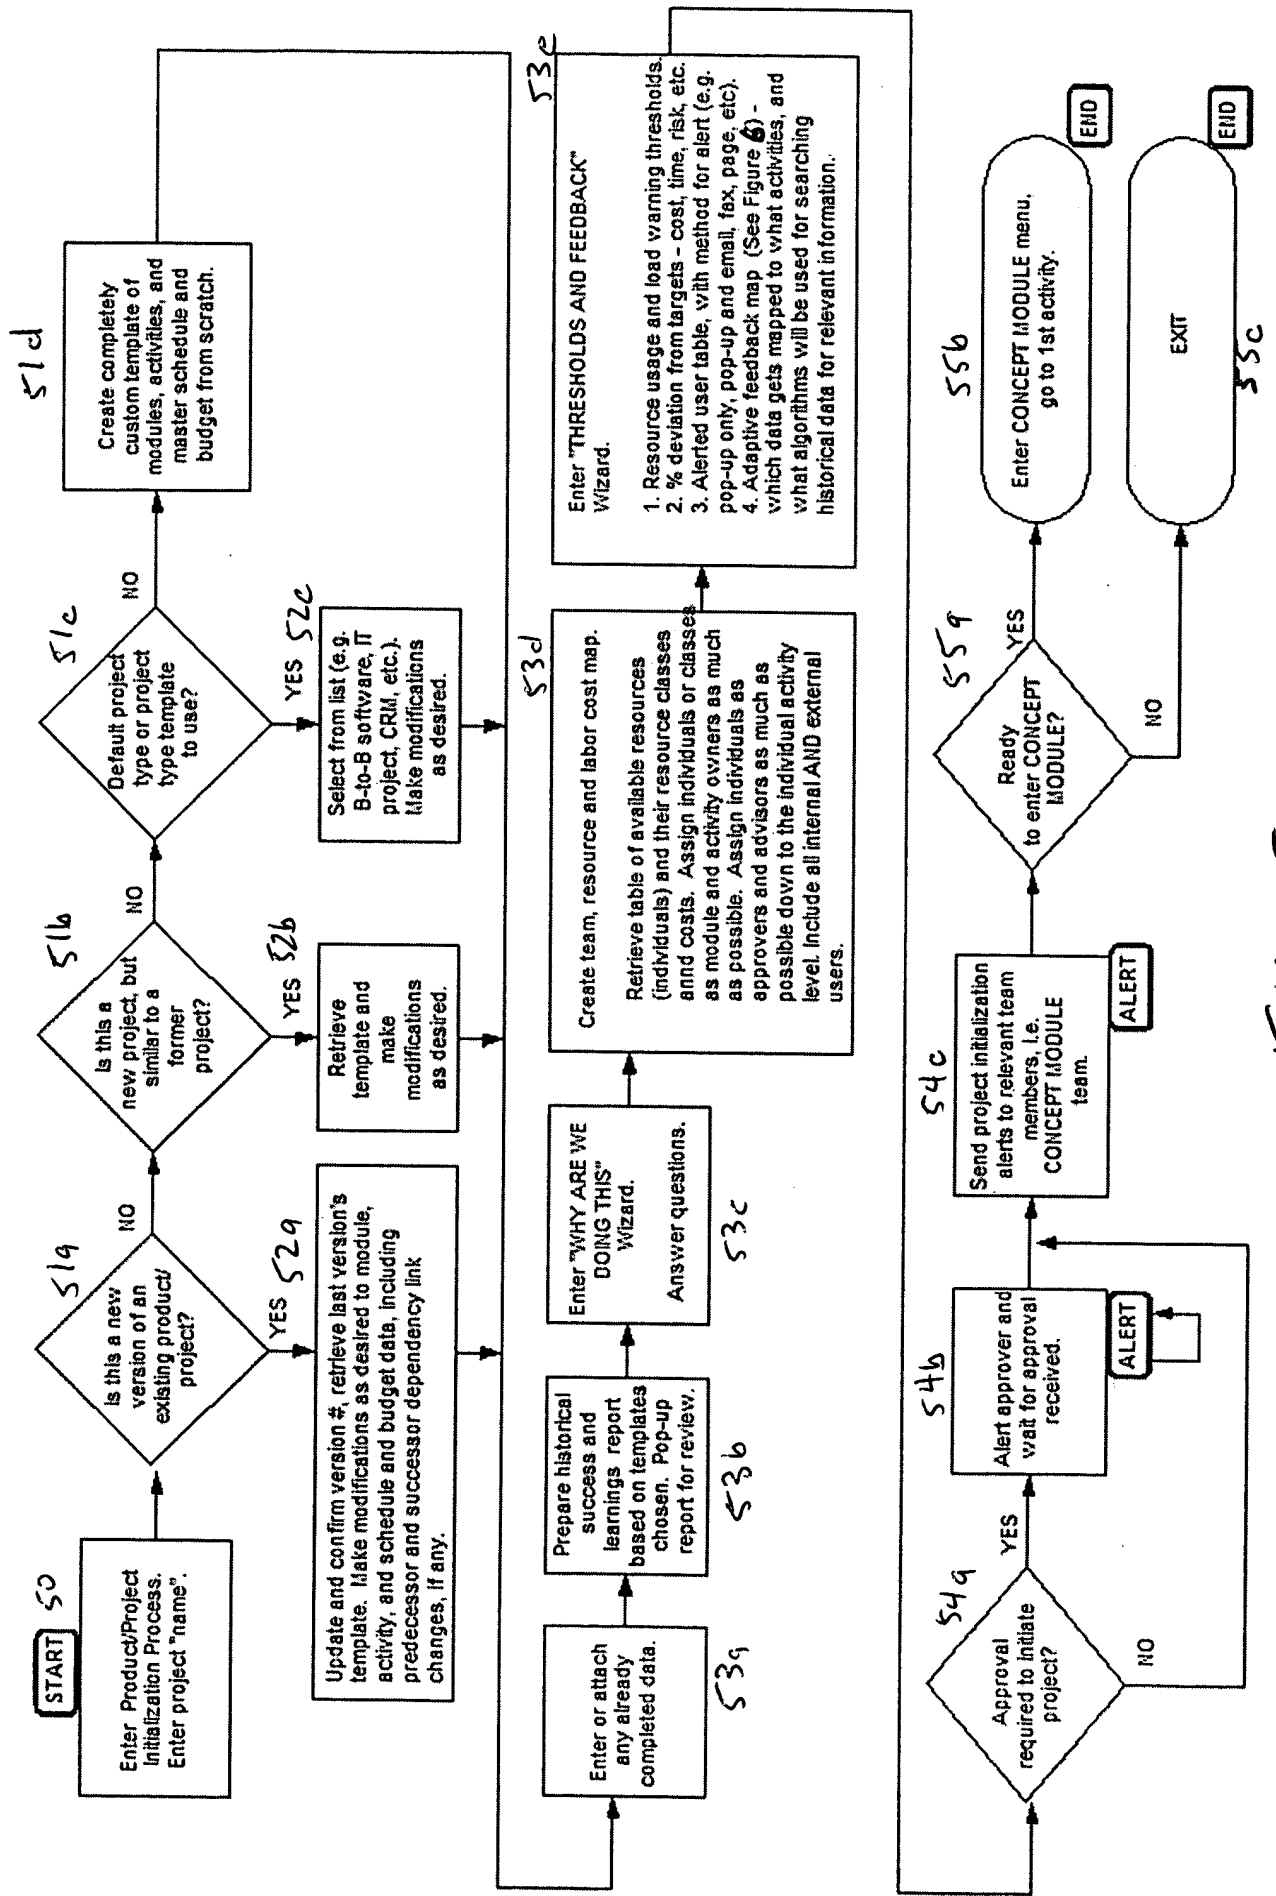 START
50
Enter Product/Project
Initialization Process.
Enter project "name".
51a
Is this a new
version of an
existing product/
project?
NO
YES
52a
Update and confirm version #, retrieve last version's
template. Make modifications as desired to module,
activity, and schedule and budget data, including
predecessor and successor dependency link
changes, if any.
51b
Is this a
new project, but
similar to a
former
project?
NO
YES
52b
Retrieve
template and
make
modifications
as desired.
51c
Default project
type or project
type template
to use?
NO
YES
52c
Select from list (e.g.
B-to-B software, IT
project, CRM, etc.).
Make modifications
as desired.
51d
Create completely
custom template of
modules, activities, and
master schedule and
budget from scratch.
Enter or attach
any already
completed data.
53a
Prepare historical
success and
learnings report
based on templates
chosen. Pop-up
report for review.
53b
Enter "WHY ARE WE
DOING THIS"
Wizard.
Answer questions.
53c
53d
Create team, resource and labor cost map.
Retrieve table of available resources
(individuals) and their resource classes
and costs. Assign individuals or classes
as module and activity owners as much
as possible. Assign individuals as
approvers and advisors as much as
possible down to the individual activity
level. Include all internal AND external
users.
53e
Enter "THRESHOLDS AND FEEDBACK"
Wizard.
1. Resource usage and load warning thresholds.
2. % deviation from targets - cost, time, risk, etc.
3. Alerted user table, with method for alert (e.g.
pop-up only, pop-up and email, fax, page, etc).
4. Adaptive feedback map (See Figure 6) -
which data gets mapped to what activities, and
what algorithms will be used for searching
historical data for relevant information.
54a
Approval
required to initiate
project?
YES
NO
54b
Alert approver and
wait for approval
received.
ALERT
54c
Send project initialization
alerts to relevant team
members, i.e.
CONCEPT MODULE
team.
ALERT
55a
Ready
to enter CONCEPT
MODULE?
YES
NO
55b
Enter CONCEPT MODULE menu,
go to 1st activity.
END
EXIT
55c
END